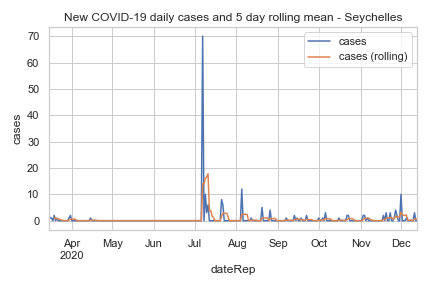 New COVID-19 daily cases and 5 day rolling mean - Seychelles
cases
cases (rolling)
70
60
50
40
30
20
10
0
cases
Apr May Jun Jul Aug Sep Oct Nov Dec
2020
dateRep